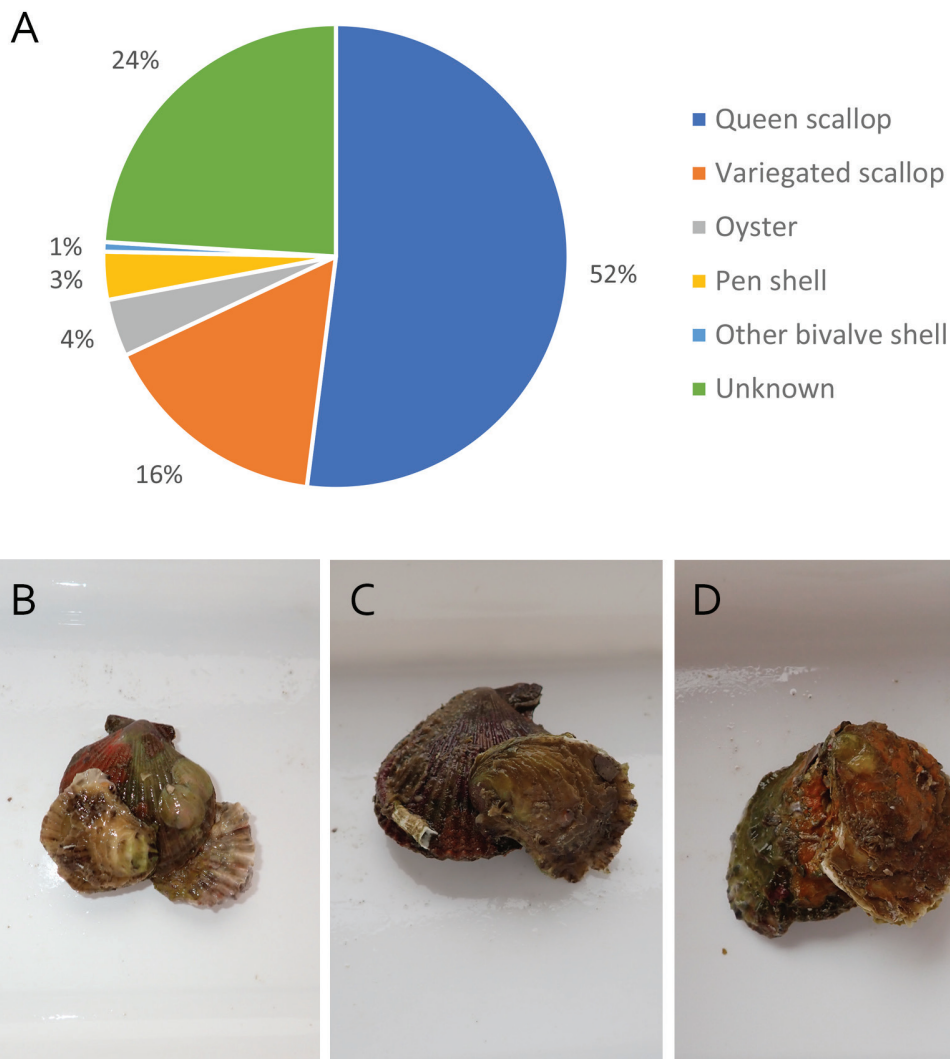 A
24%
1%
3%
4%
16%
52%
Queen scallop
Variegated scallop
Oyster
Pen shell
Other bivalve shell
Unknown
B
C
D